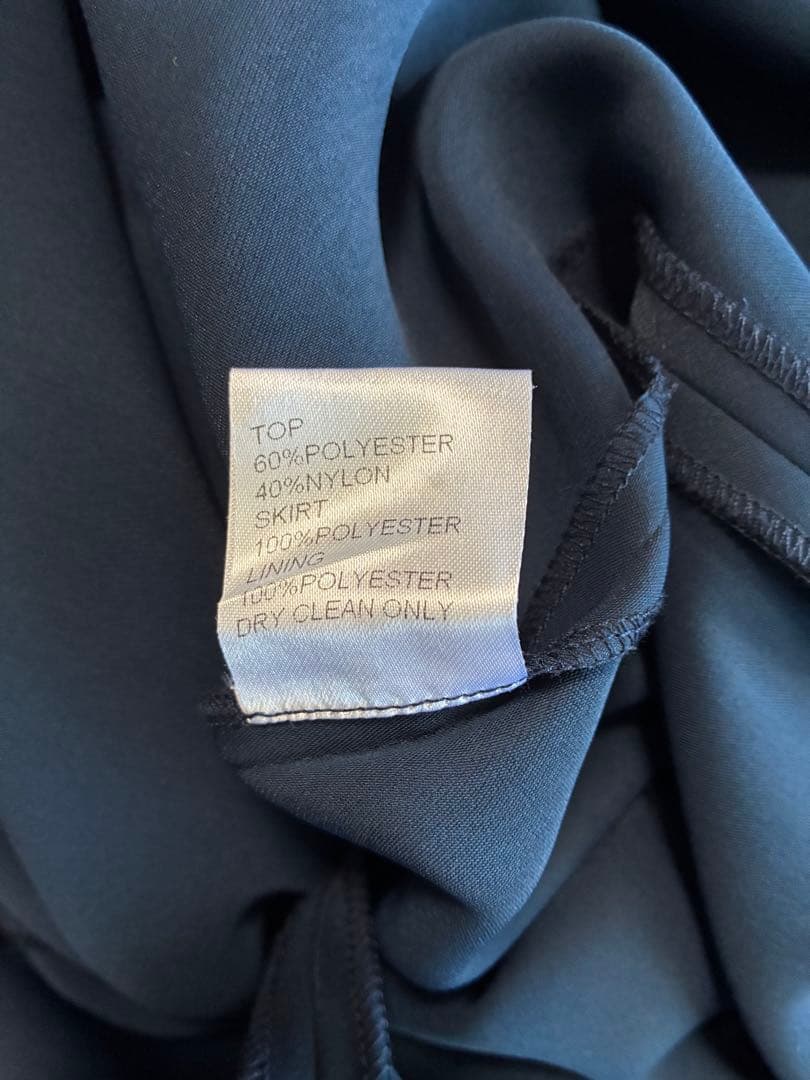 TOP
60%POLYESTER
40%NYLON
SKIRT
100%POLYESTER
LINING
100%POLYESTER
DRY CLEAN ONLY